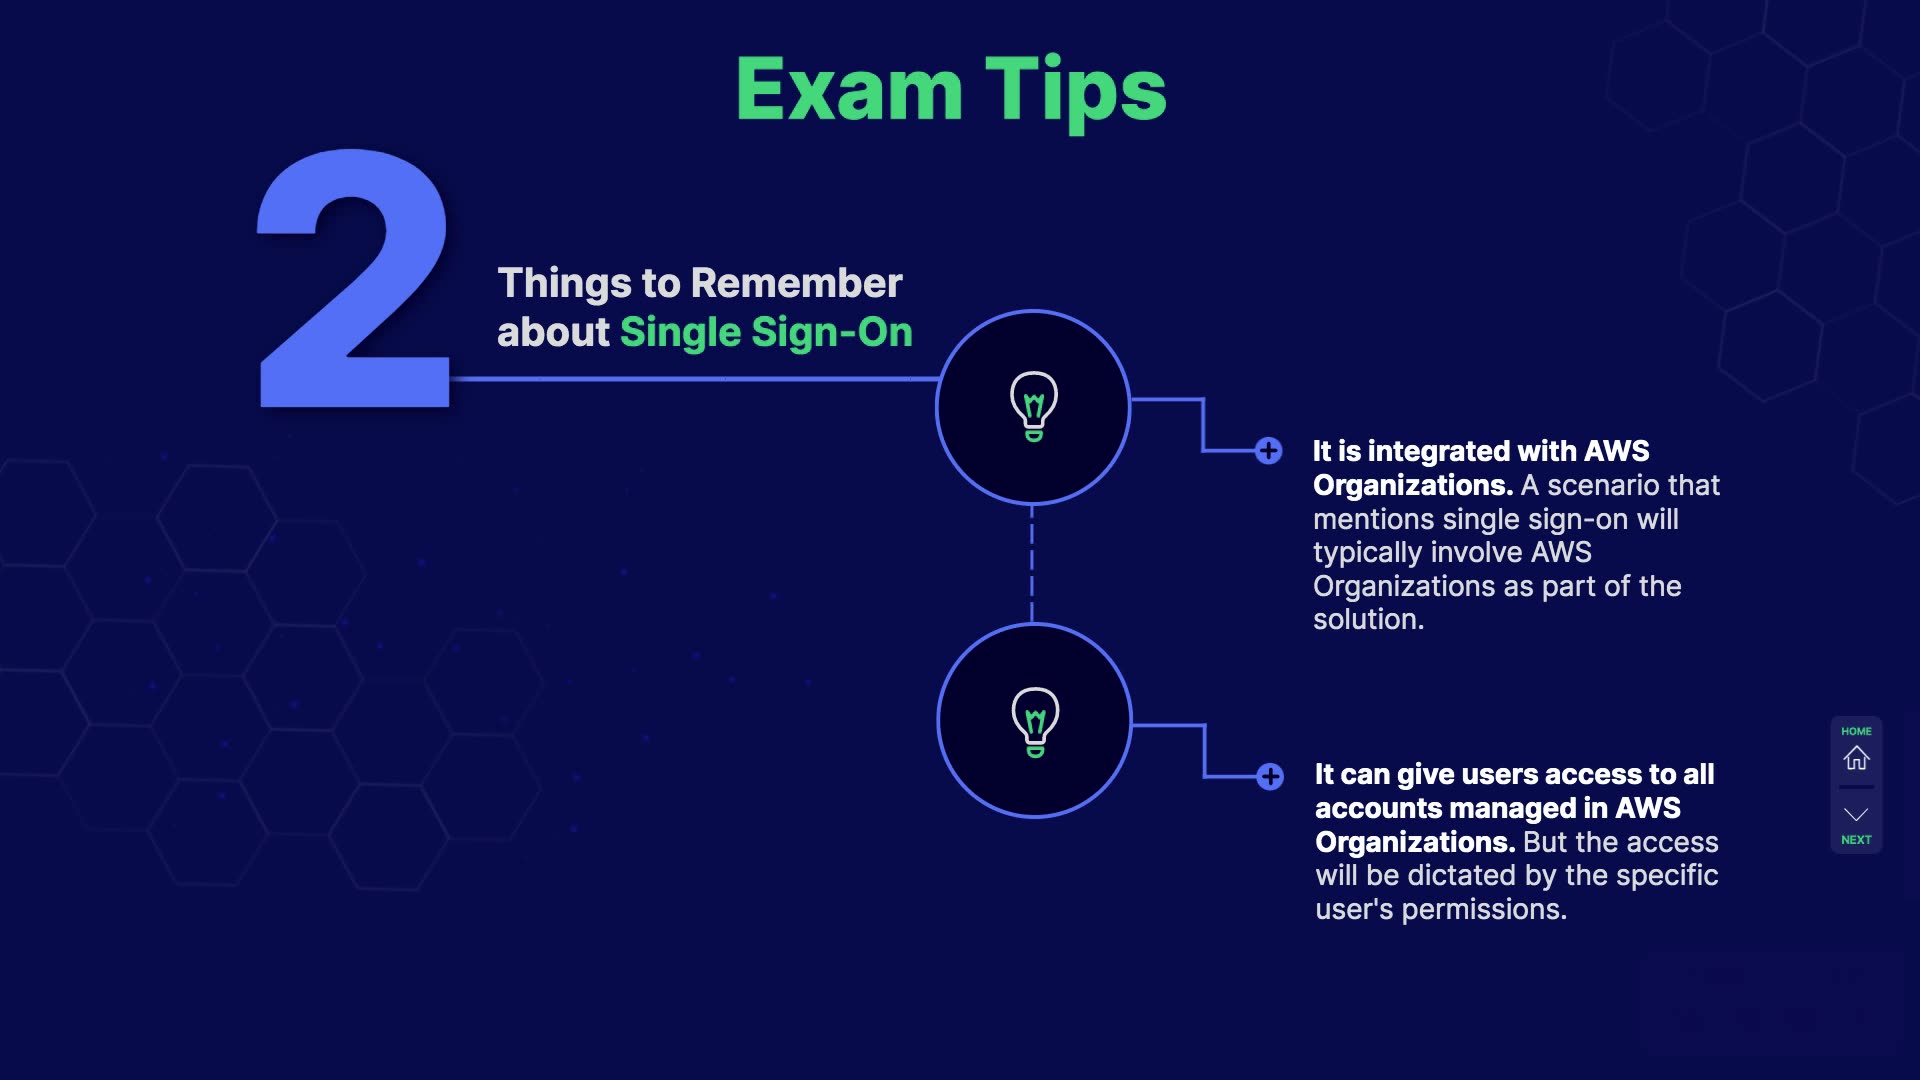 Exam Tips
2
Things to Remember
about Single Sign-On
It is integrated with AWS
Organizations. A scenario that
mentions single sign-on will
typically involve AWS
Organizations as part of the
solution.
It can give users access to all
accounts managed in AWS
Organizations. But the access
will be dictated by the specific
user's permissions.
HOME
NEXT